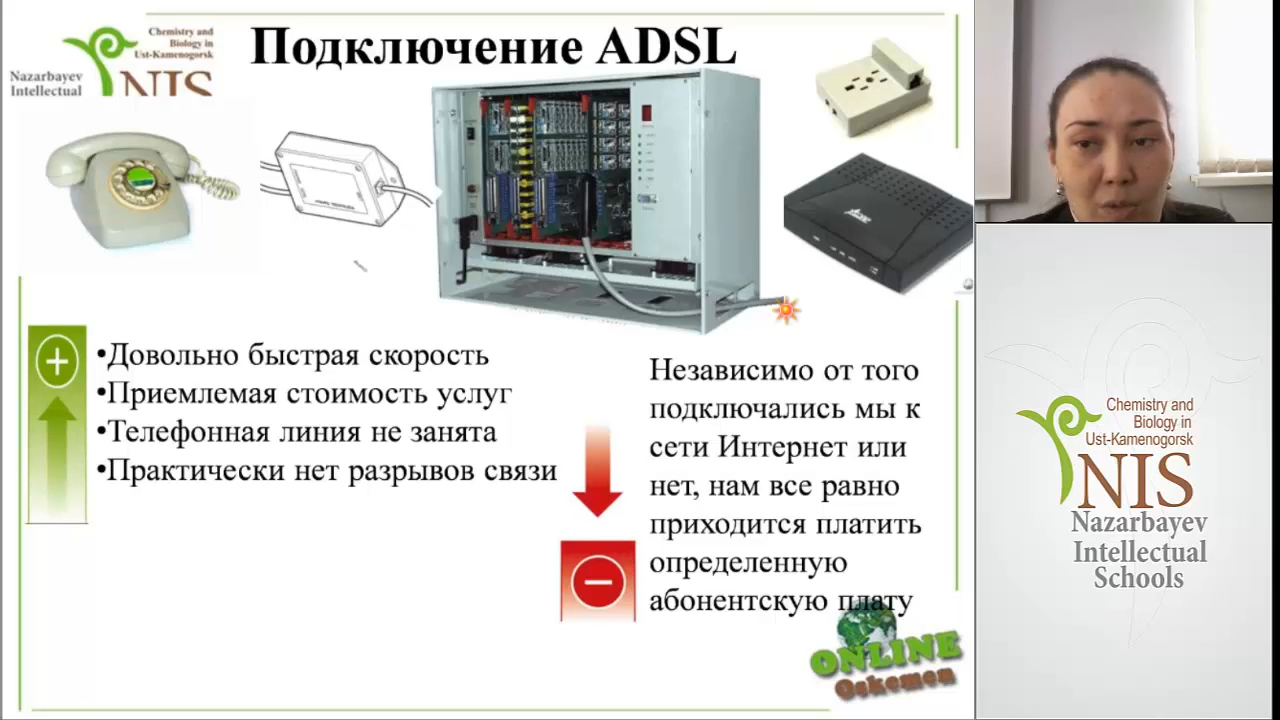 Chemistry and
Biology in
Ust-Kamenogorsk
Nazarbayev
Intellectual
NIS
Подключение ADSL
•Довольно быстрая скорость
•Приемлемая стоимость услуг
•Телефонная линия не занята
•Практически нет разрывов связи
Независимо от того
подключались мы к
сети Интернет или
нет, нам все равно
приходится платить
определенную
абонентскую плату
ONLINE
Oskemen
Chemistry and
Biology in
Ust-Kamenogorsk
NIS
Nazarbayev
Intellectual
Schools